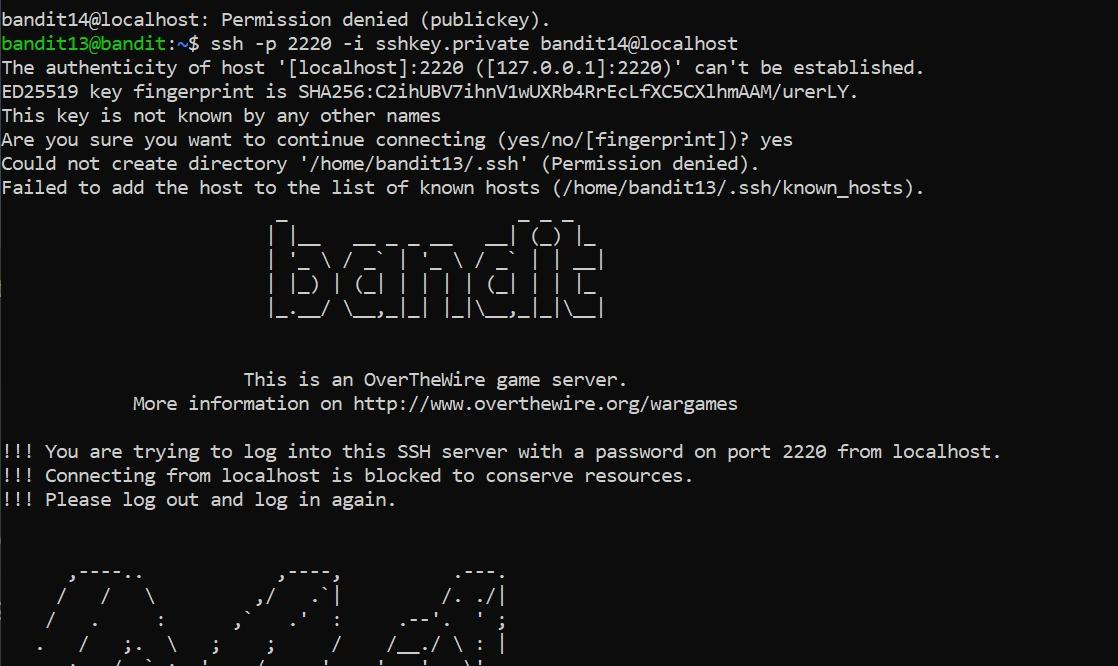 bandit14@localhost: Permission denied (publickey).
bandit13@bandit:~$ ssh -p 2220 -i sshkey.private bandit14@localhost
The authenticity of host '[localhost]:2220 ([127.0.0.1]:2220)' can't be established.
ED25519 key fingerprint is SHA256:C2ihUBV7ihnV1wUXRb4RrEcLfXC5CXlhmAAM/urerLY.
This key is not known by any other names
Are you sure you want to continue connecting (yes/no/[fingerprint])? yes
Could not create directory '/home/bandit13/.ssh' (Permission denied).
Failed to add the host to the list of known hosts (/home/bandit13/.ssh/known_hosts).
bandit
This is an OverTheWire game server.
More information on http://www.overthewire.org/wargames
!!! You are trying to log into this SSH server with a password on port 2220 from localhost.
!!! Connecting from localhost is blocked to conserve resources.
!!! Please log out and log in again.